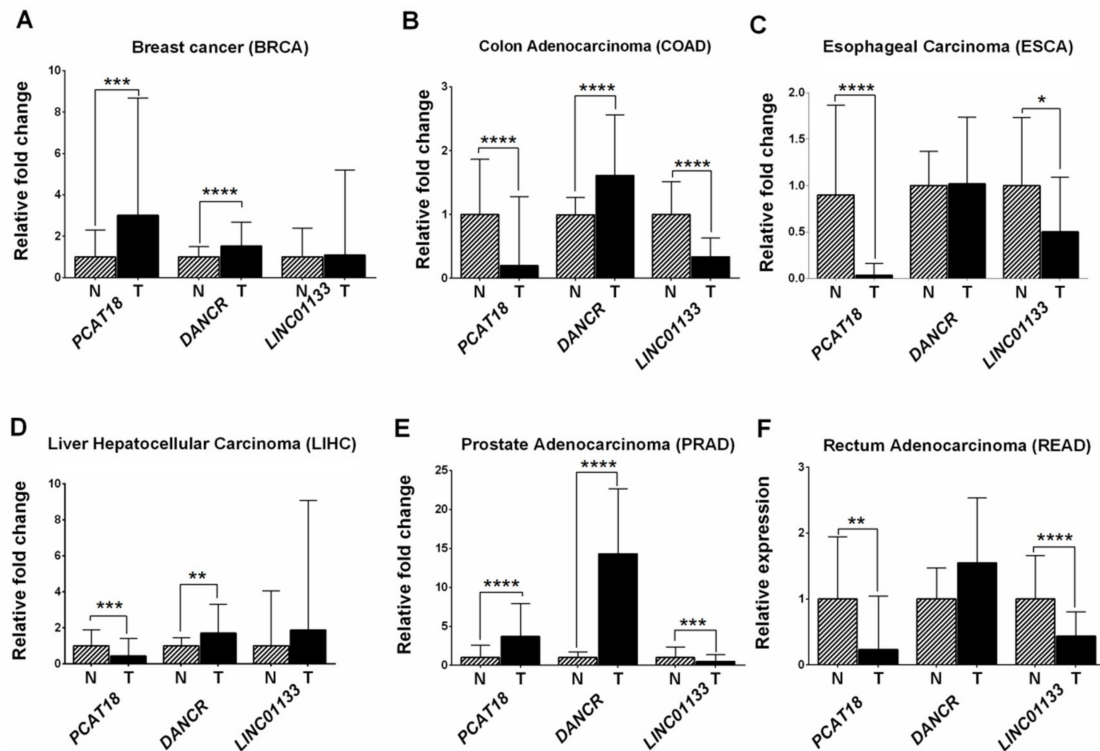 A
Breast cancer (BRCA)
Relative fold change
10
8
6
4
2
0
***
****
N T N T N T
PCAT18 DANCR LINC01133
B
Colon Adenocarcinoma (COAD)
Relative fold change
3
2
1
0
****
****
****
N T N T N T
PCAT18 DANCR LINC01133
C
Esophageal Carcinoma (ESCA)
Relative fold change
2.0
1.5
1.0
0.5
0.0
****
*
N T N T N T
PCAT18 DANCR LINC01133
D
Liver Hepatocellular Carcinoma (LIHC)
Relative fold change
10
8
6
4
2
0
***
**
N T N T N T
PCAT18 DANCR LINC01133
E
Prostate Adenocarcinoma (PRAD)
Relative fold change
25
20
15
10
5
0
****
****
***
N T N T N T
PCAT18 DANCR LINC01133
F
Rectum Adenocarcinoma (READ)
Relative expression
3
2
1
0
**
****
N T N T N T
PCAT18 DANCR LINC01133